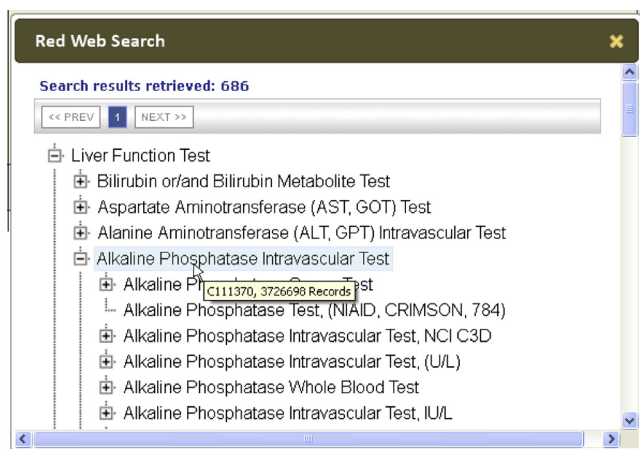 Red Web Search
Search results retrieved: 686
<< PREV 1 NEXT >>
Liver Function Test
Bilirubin or/and Bilirubin Metabolite Test
Aspartate Aminotransferase (AST, GOT) Test
Alanine Aminotransferase (ALT, GPT) Intravascular Test
Alkaline Phosphatase Intravascular Test
Alkaline Test
C111370, 3726698 Records
Alkaline Phosphatase Test, (NIAID, CRIMSON, 784)
Alkaline Phosphatase Intravascular Test, NCI C3D
Alkaline Phosphatase Intravascular Test, (U/L)
Alkaline Phosphatase Whole Blood Test
Alkaline Phosphatase Intravascular Test, IU/L